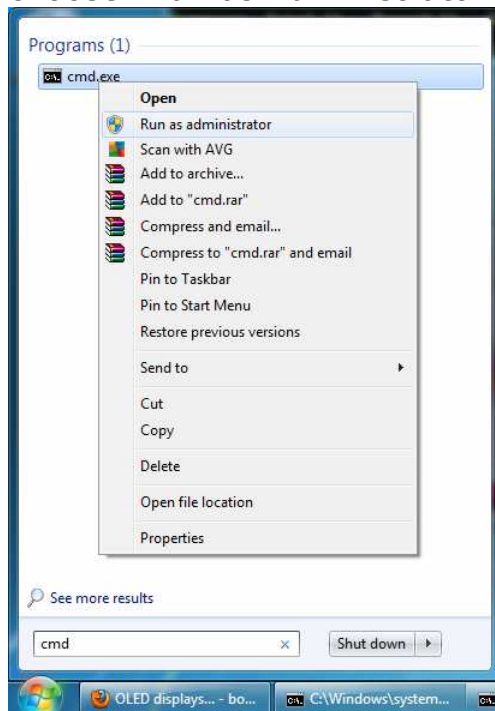 Programs (1)
cmd.exe
Open
Run as administrator
Scan with AVG
Add to archive...
Add to "cmd.rar"
Compress and email...
Compress to "cmd.rar" and email
Pin to Taskbar
Pin to Start Menu
Restore previous versions
Send to
Cut
Copy
Delete
Open file location
Properties
See more results
cmd
Shut down
OLED displays... - bo...
C:\Windows\system...